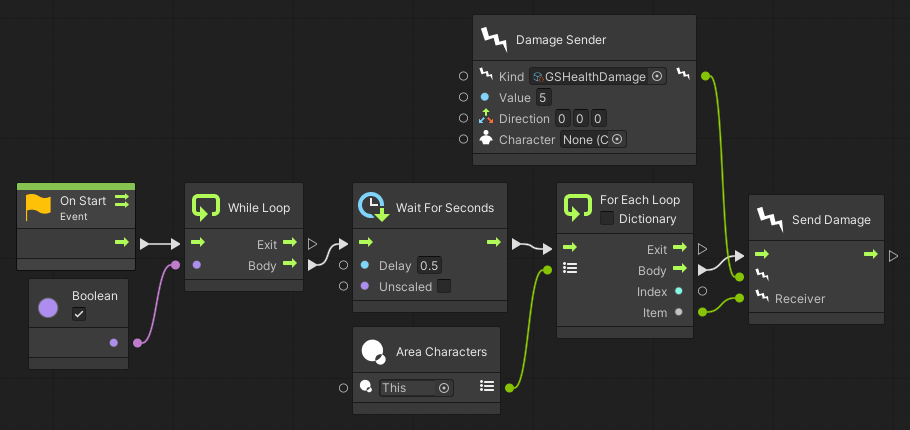 Damage Sender
Kind GSHealthDamage
Value 5
Direction 0 0 0
Character None (C
On Start
Event
While Loop
Exit
Body
Boolean
Wait For Seconds
Delay 0.5
Unscaled
Area Characters
This
For Each Loop
Dictionary
Exit
Body
Index
Item
Send Damage
Receiver